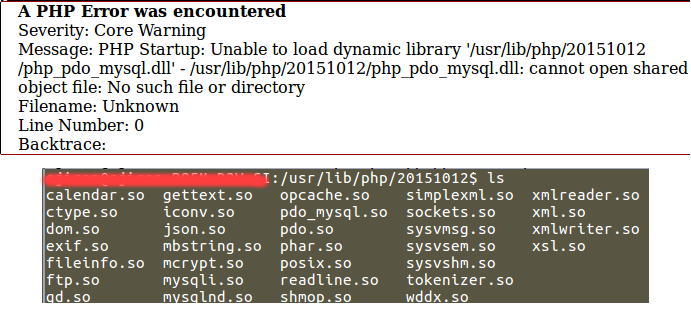 A PHP Error was encountered
Severity: Core Warning
Message: PHP Startup: Unable to load dynamic library '/usr/lib/php/20151012
/php_pdo_mysql.dll' - /usr/lib/php/20151012/php_pdo_mysql.dll: cannot open shared
object file: No such file or directory
Filename: Unknown
Line Number: 0
Backtrace:
:/usr/lib/php/20151012$ ls
calendar.so gettext.so opcache.so simplexml.so xmlreader.so
ctype.so iconv.so pdo_mysql.so sockets.so xml.so
dom.so json.so pdo.so sysvmsg.so xmlwriter.so
exif.so mbstring.so phar.so sysvsem.so xsl.so
fileinfo.so mcrypt.so posix.so sysvshm.so
ftp.so mysqli.so readline.so tokenizer.so
gd.so mysqlnd.so shmop.so wddx.so